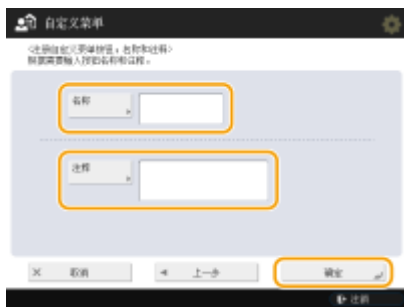 自定义菜单
<注册自定义菜单按钮：名称和注释>
根据需要输入按钮名称和注释。
名称
注释
取消
上一步
确定
注销